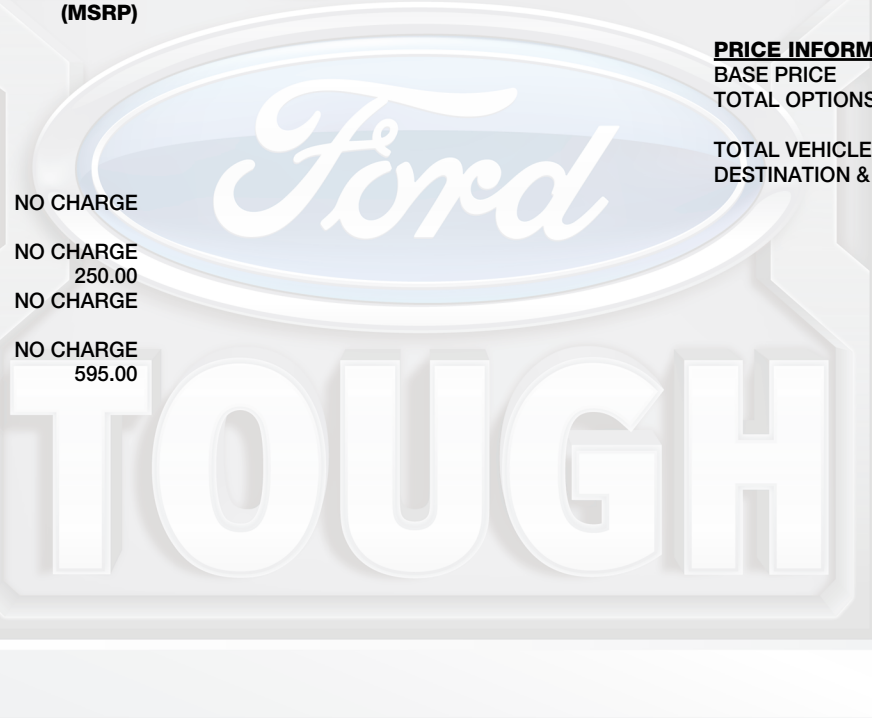 (MSRP)
NO CHARGE
NO CHARGE
250.00
NO CHARGE
NO CHARGE
595.00
PRICE INFORM
BASE PRICE
TOTAL OPTIONS
TOTAL VEHICLE
DESTINATION &
Ford
TOUGH